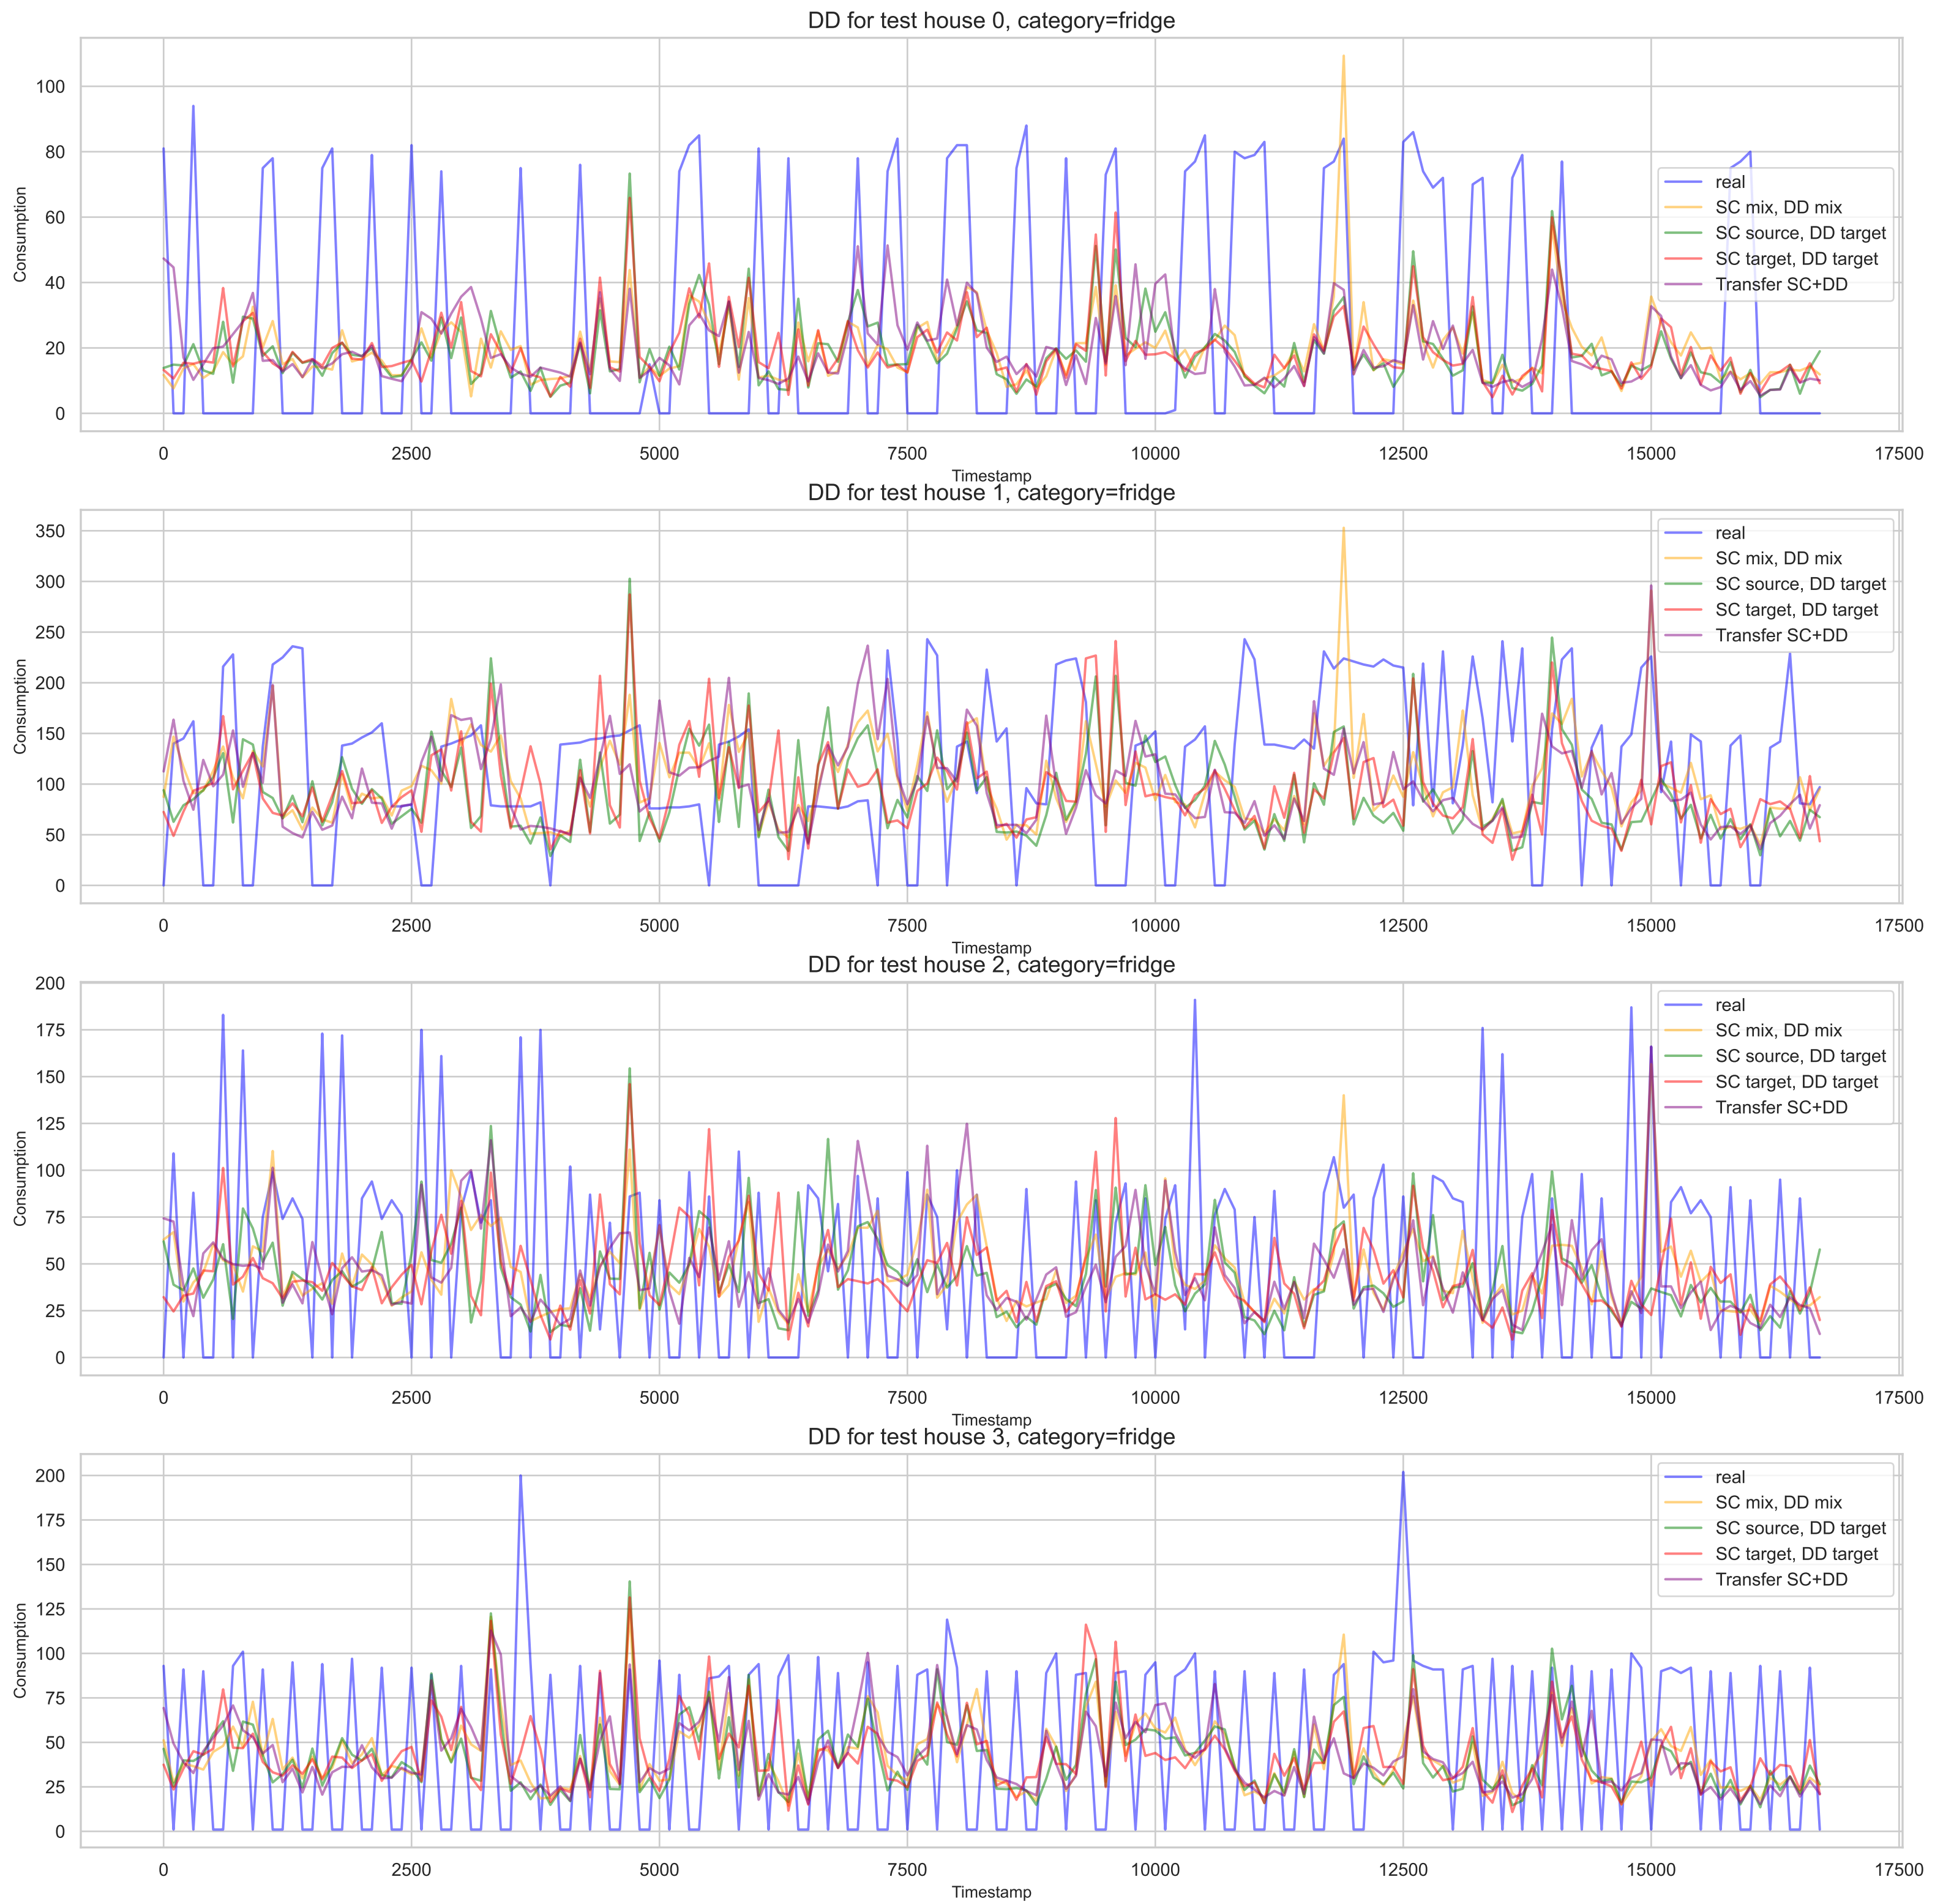 DD for test house 0, category=fridge
100
80
60
40
20
0
Consumption
real
SC mix, DD mix
SC source, DD target
SC target, DD target
Transfer SC+DD
0 2500 5000 7500 10000 12500 15000 17500
Timestamp
DD for test house 1, category=fridge
350
300
250
200
150
100
50
0
Consumption
real
SC mix, DD mix
SC source, DD target
SC target, DD target
Transfer SC+DD
0 2500 5000 7500 10000 12500 15000 17500
Timestamp
DD for test house 2, category=fridge
200
175
150
125
100
75
50
25
0
Consumption
real
SC mix, DD mix
SC source, DD target
SC target, DD target
Transfer SC+DD
0 2500 5000 7500 10000 12500 15000 17500
Timestamp
DD for test house 3, category=fridge
200
175
150
125
100
75
50
25
0
Consumption
real
SC mix, DD mix
SC source, DD target
SC target, DD target
Transfer SC+DD
0 2500 5000 7500 10000 12500 15000 17500
Timestamp